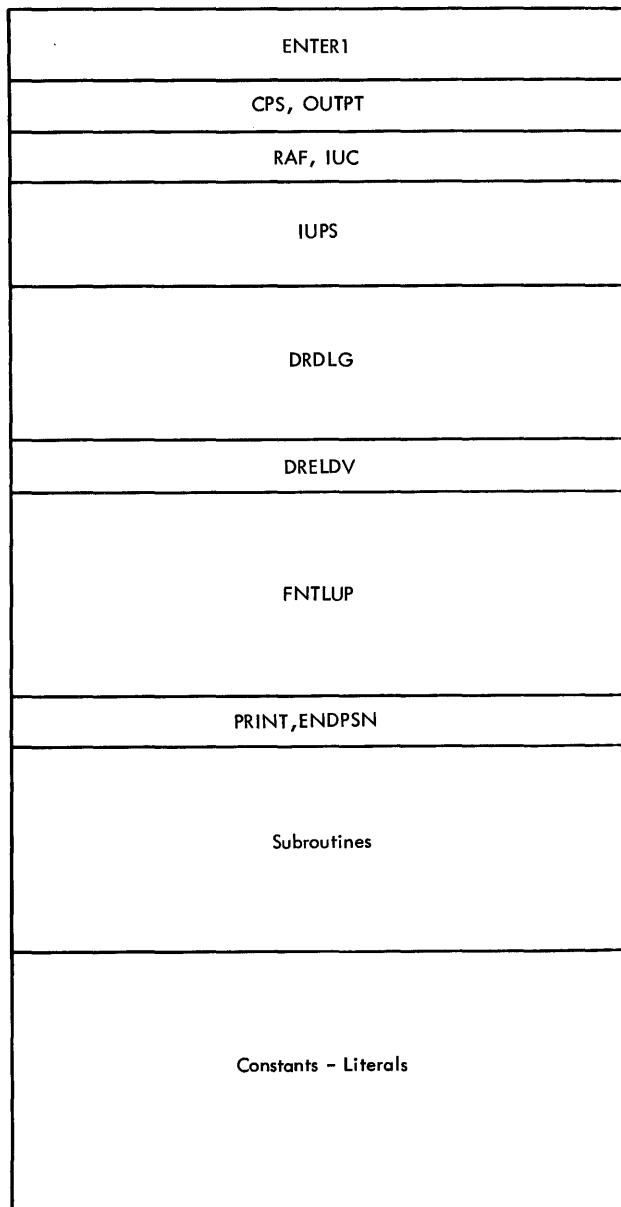 ENTER1
CPS, OUTPT
RAF, IUC
IUPS
DRDLG
DRELDV
FNTLUP
PRINT,ENDPSN
Subroutines
Constants - Literals